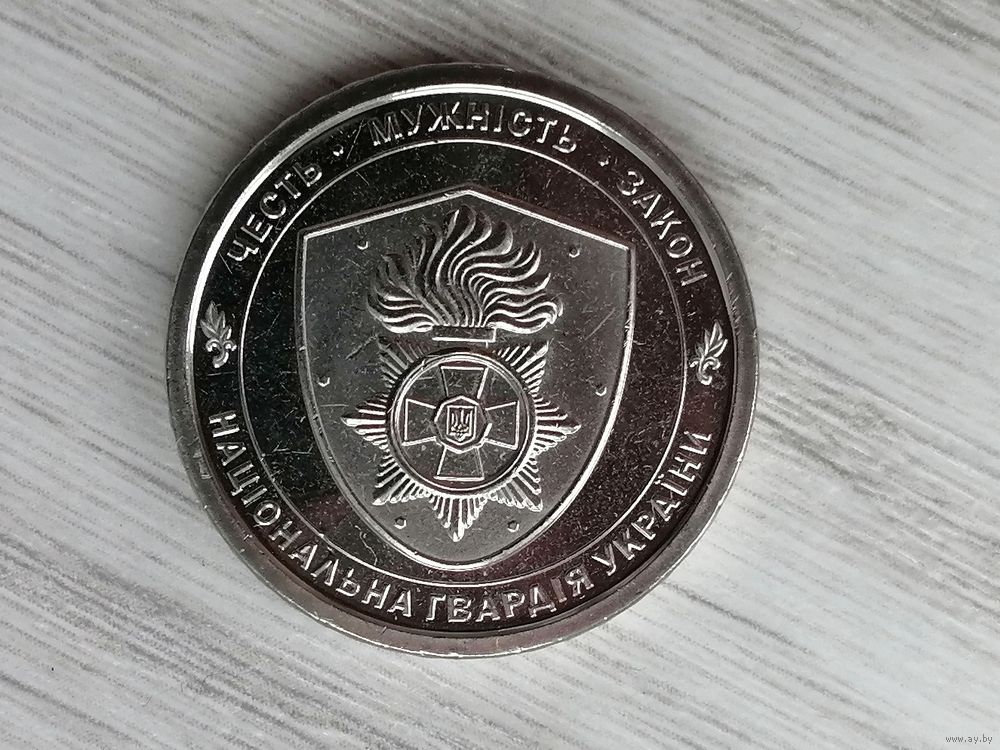 ЧЕСТЬ · МУЖНІСТЬ · ЗАКОН
НАЦІОНАЛЬНА ГВАРДІЯ УКРАЇНИ
www.ay.by